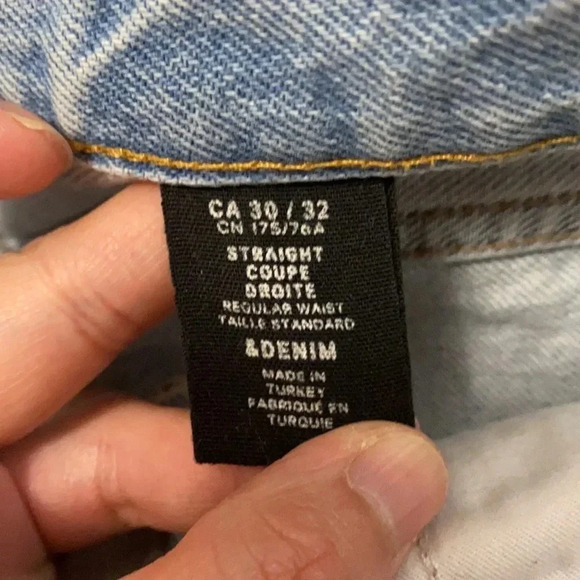 CA 30 / 32
CN 175/76A
STRAIGHT
COUPE
DROITE
REGULAR WAIST
TAILLE STANDARD
&DENIM
MADE IN
TURKEY
FABRIQUÉ EN
TURQUIE